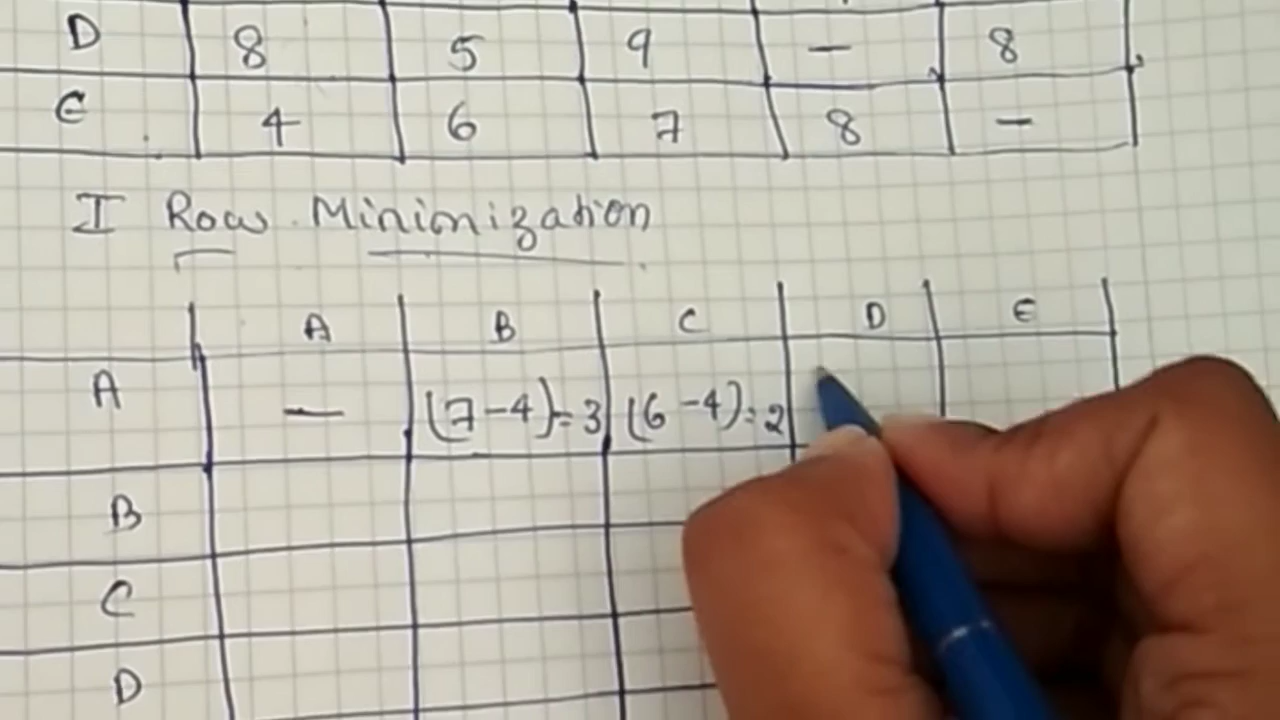 D 8 5 9 - 8
E 4 6 7 8 -
I Row Minimization
A B C D E
A - (7-4)=3 (6-4)=2
B
C
D